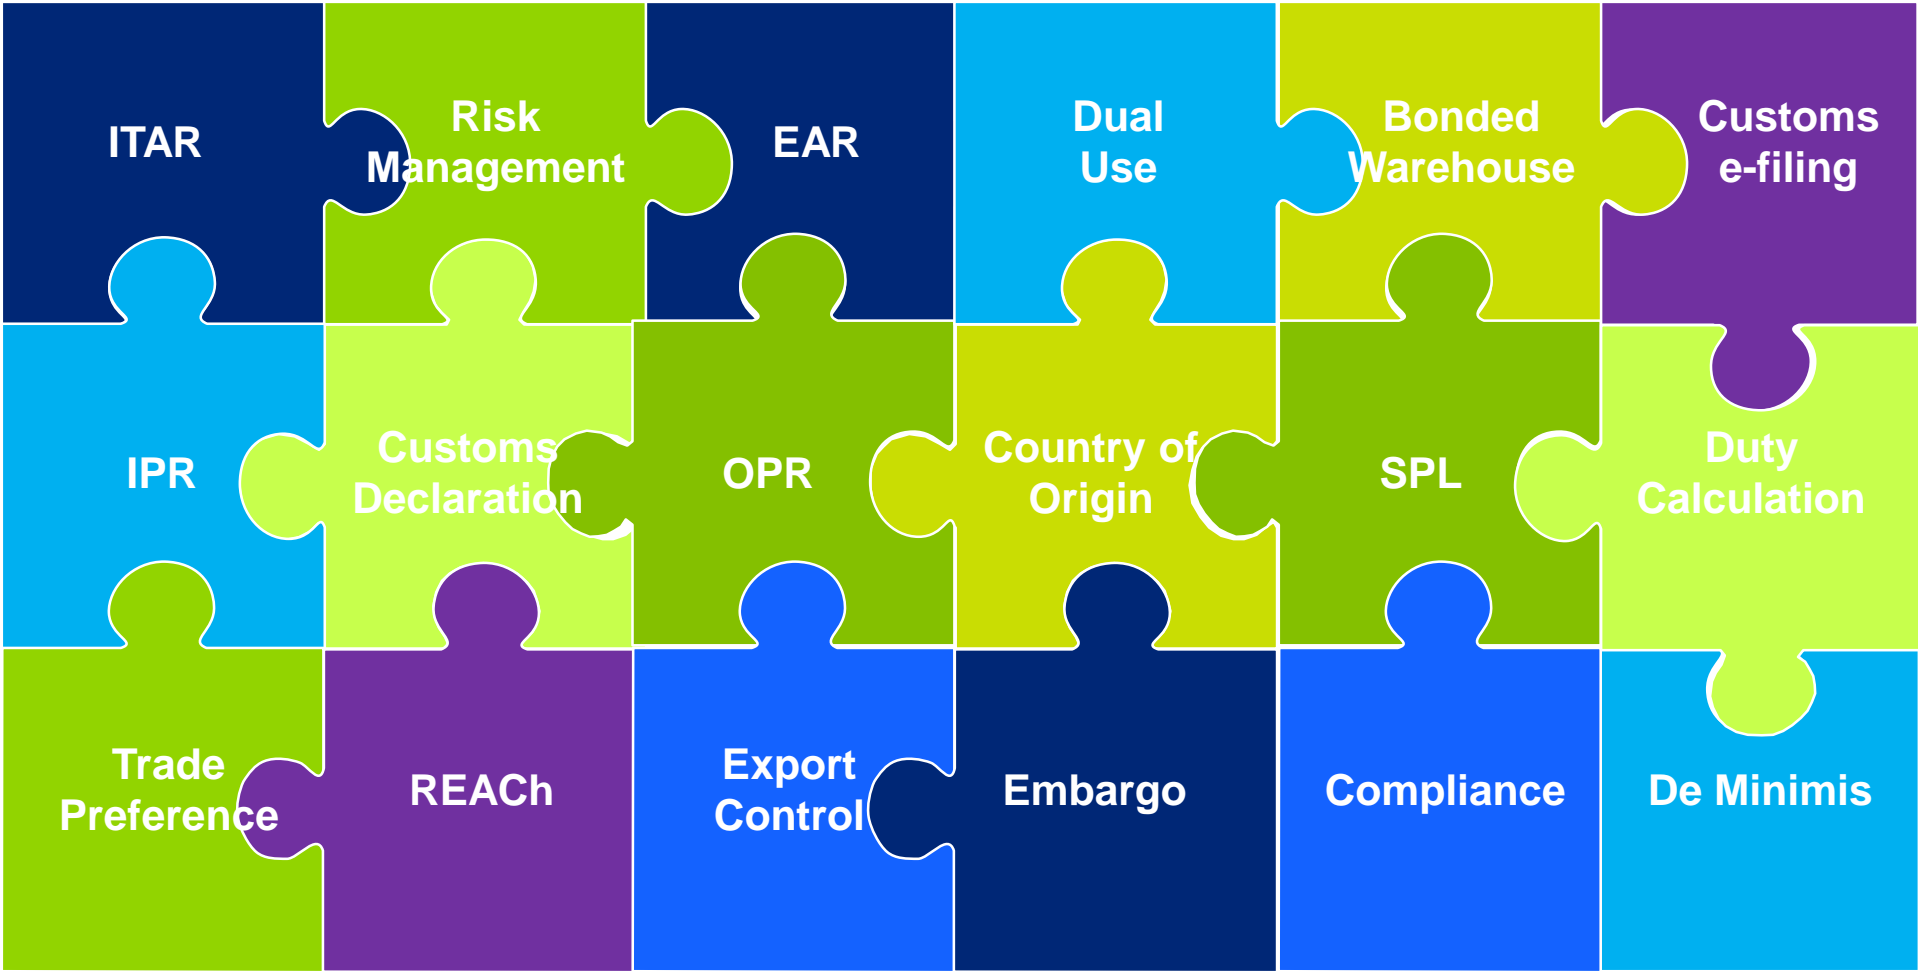 ITAR
Risk
Management
EAR
Dual
Use
Bonded
Warehouse
Customs
e-filing
IPR
Customs
Declaration
OPR
Country of
Origin
SPL
Duty
Calculation
Trade
Preference
REACh
Export
Control
Embargo
Compliance
De Minimis